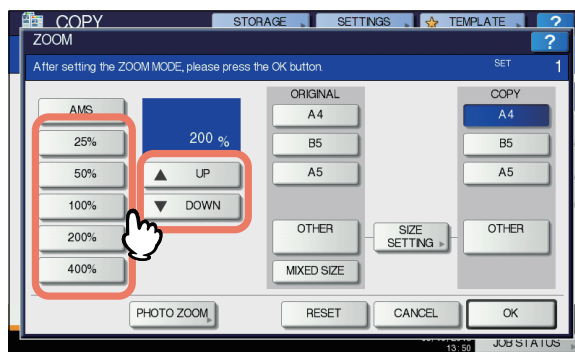 COPY STORAGE SETTINGS TEMPLATE ?
ZOOM ?
After setting the ZOOM MODE, please press the OK button. SET 1
AMS
25%
50%
100%
200%
400%
200 %
UP
DOWN
ORIGINAL
A4
B5
A5
OTHER
MIXED SIZE
SIZE
SETTING
COPY
A4
B5
A5
OTHER
PHOTO ZOOM RESET CANCEL OK
13:50 JOB STATUS